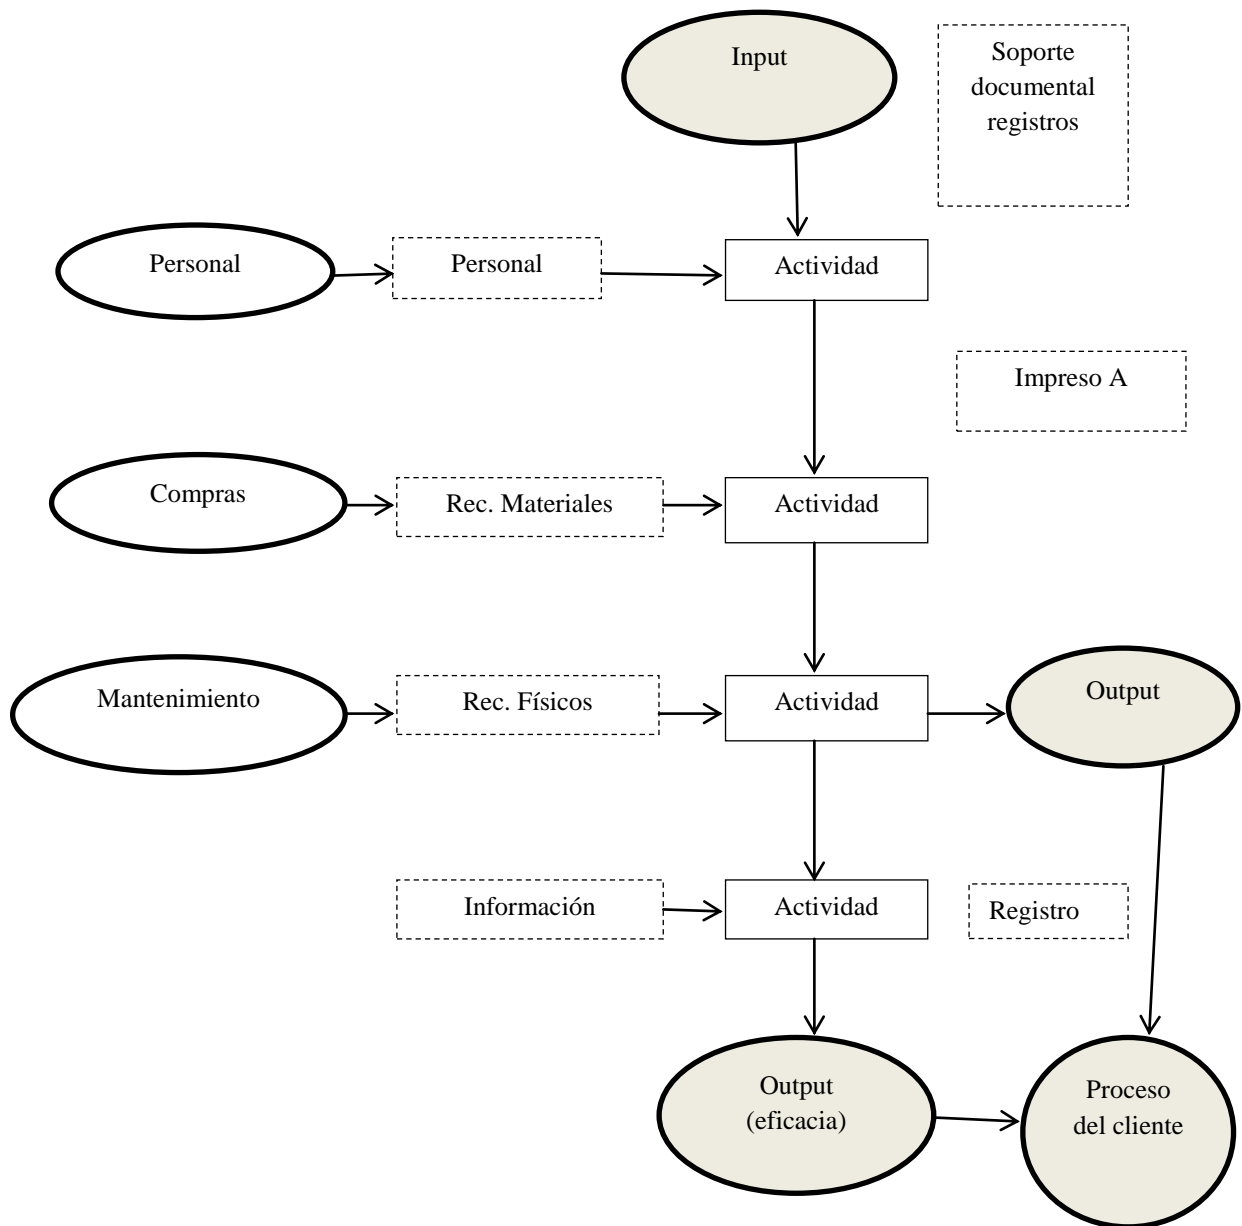 Input
Soporte
documental
registros
Personal
Personal
Actividad
Impreso A
Compras
Rec. Materiales
Actividad
Mantenimiento
Rec. Físicos
Actividad
Output
Información
Actividad
Registro
Output
(eficacia)
Proceso
del cliente